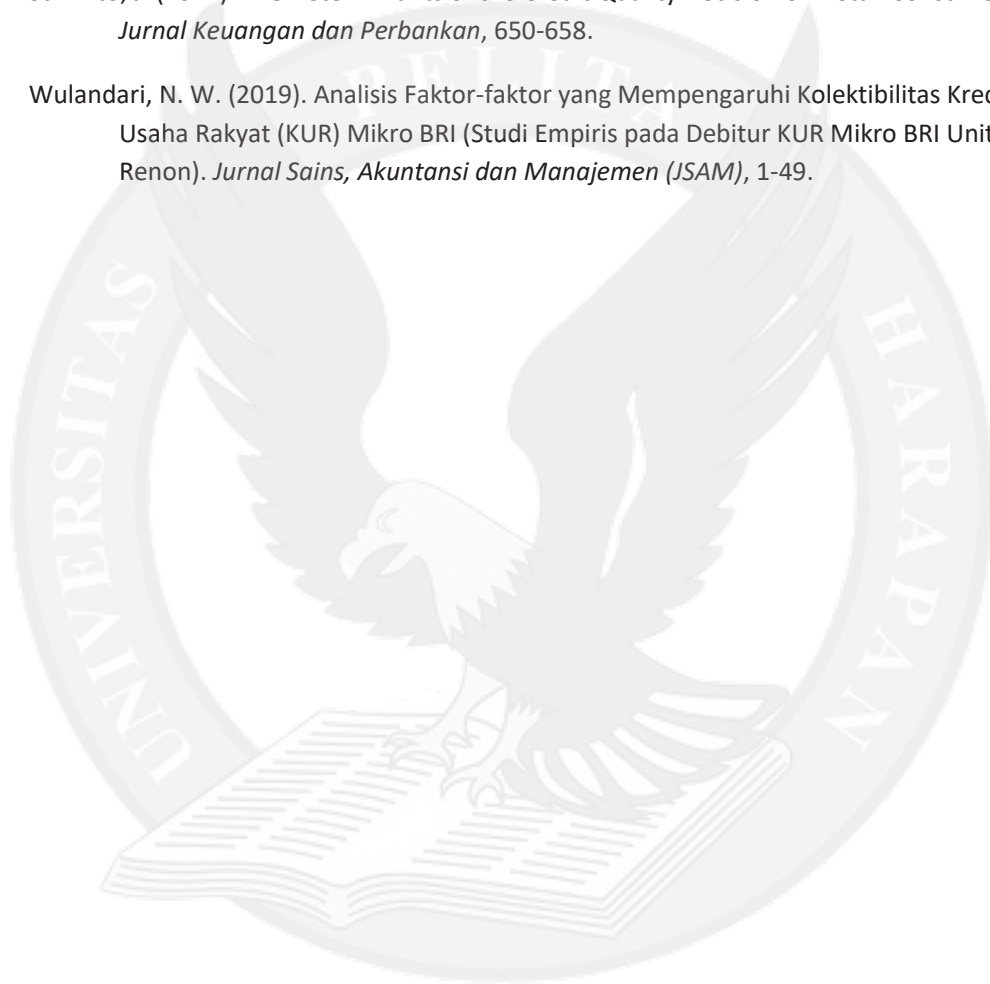 Jurnal Keuangan dan Perbankan, 650-658.
Wulandari, N. W. (2019). Analisis Faktor-faktor yang Mempengaruhi Kolektibilitas Kred
Usaha Rakyat (KUR) Mikro BRI (Studi Empiris pada Debitur KUR Mikro BRI Unit
Renon). Jurnal Sains, Akuntansi dan Manajemen (JSAM), 1-49.
UNIVERSITAS PELITA HARAPAN